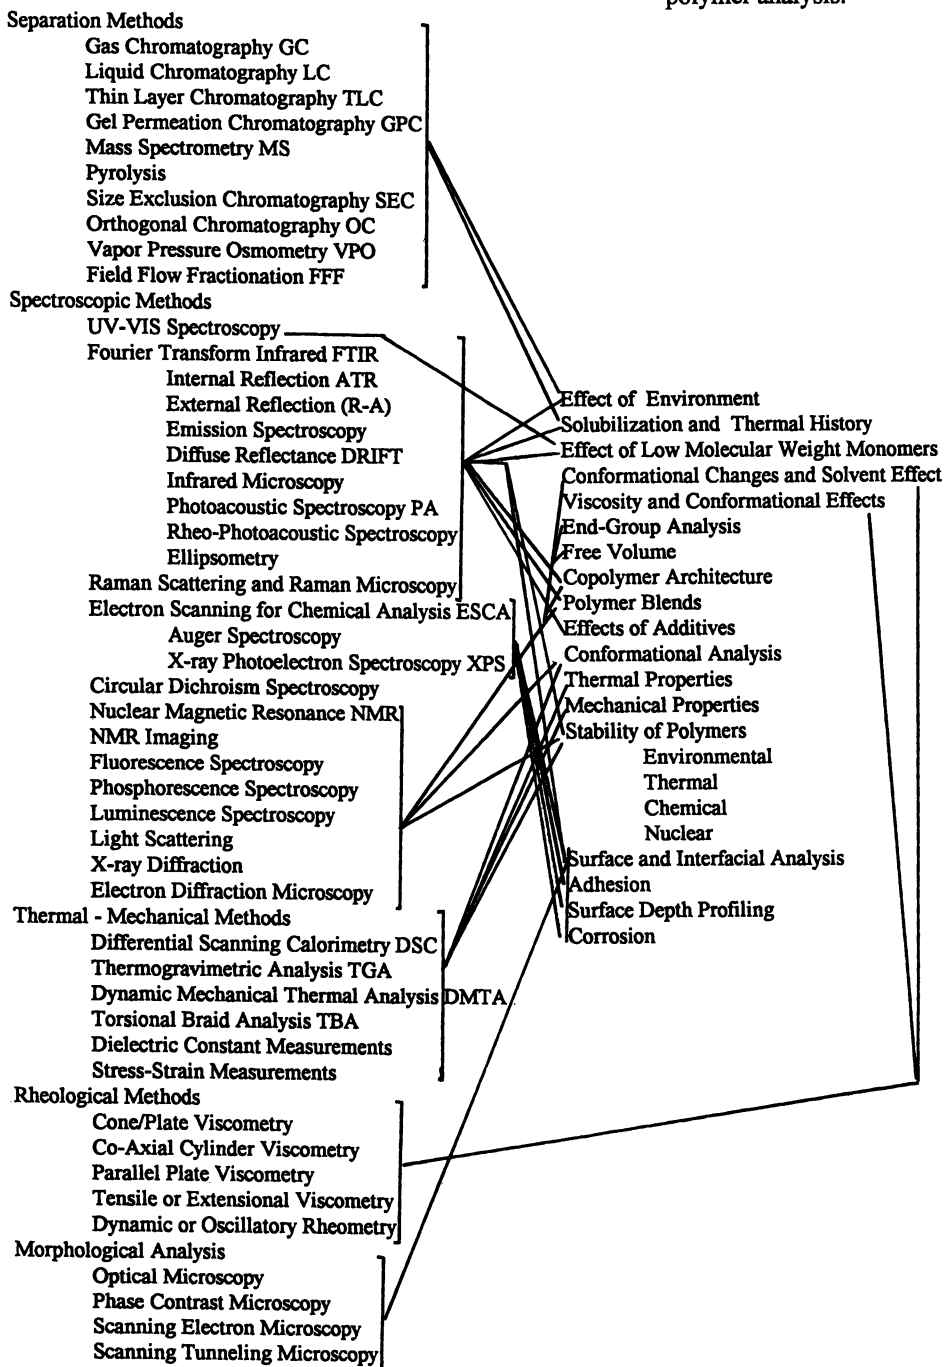 polymer analysis.
Separation Methods
Gas Chromatography GC
Liquid Chromatography LC
Thin Layer Chromatography TLC
Gel Permeation Chromatography GPC
Mass Spectrometry MS
Pyrolysis
Size Exclusion Chromatography SEC
Orthogonal Chromatography OC
Vapor Pressure Osmometry VPO
Field Flow Fractionation FFF
Spectroscopic Methods
UV-VIS Spectroscopy
Fourier Transform Infrared FTIR
Internal Reflection ATR
External Reflection (R-A)
Emission Spectroscopy
Diffuse Reflectance DRIFT
Infrared Microscopy
Photoacoustic Spectroscopy PA
Rheo-Photoacoustic Spectroscopy
Ellipsometry
Raman Scattering and Raman Microscopy
Electron Scanning for Chemical Analysis ESCA
Auger Spectroscopy
X-ray Photoelectron Spectroscopy XPS
Circular Dichroism Spectroscopy
Nuclear Magnetic Resonance NMR
NMR Imaging
Fluorescence Spectroscopy
Phosphorescence Spectroscopy
Luminescence Spectroscopy
Light Scattering
X-ray Diffraction
Electron Diffraction Microscopy
Thermal - Mechanical Methods
Differential Scanning Calorimetry DSC
Thermogravimetric Analysis TGA
Dynamic Mechanical Thermal Analysis DMTA
Torsional Braid Analysis TBA
Dielectric Constant Measurements
Stress-Strain Measurements
Rheological Methods
Cone/Plate Viscometry
Co-Axial Cylinder Viscometry
Parallel Plate Viscometry
Tensile or Extensional Viscometry
Dynamic or Oscillatory Rheometry
Morphological Analysis
Optical Microscopy
Phase Contrast Microscopy
Scanning Electron Microscopy
Scanning Tunneling Microscopy
Effect of Environment
Solubilization and Thermal History
Effect of Low Molecular Weight Monomers
Conformational Changes and Solvent Effect
Viscosity and Conformational Effects
End-Group Analysis
Free Volume
Copolymer Architecture
Polymer Blends
Effects of Additives
Conformational Analysis
Thermal Properties
Mechanical Properties
Stability of Polymers
Environmental
Thermal
Chemical
Nuclear
Surface and Interfacial Analysis
Adhesion
Surface Depth Profiling
Corrosion